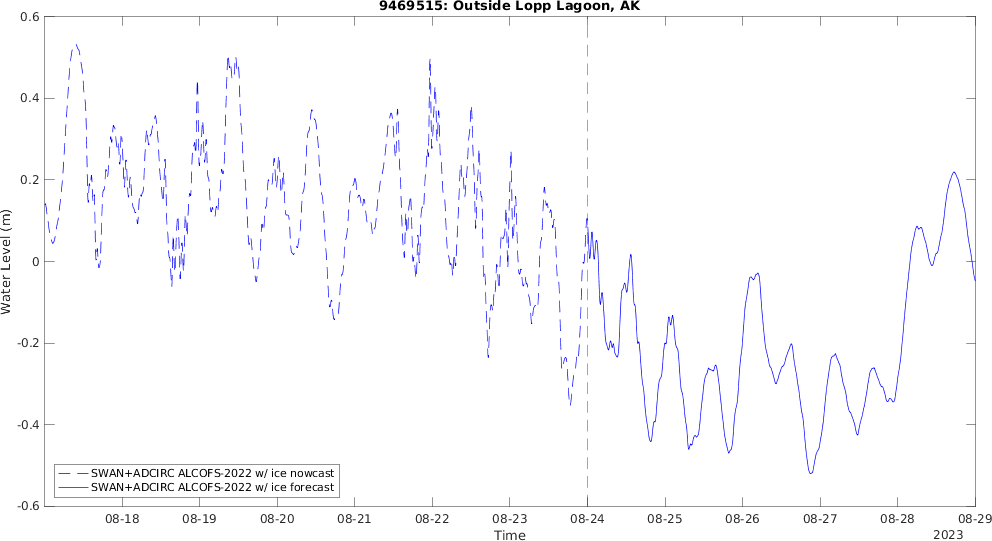 9469515: Outside Lopp Lagoon, AK
Water Level (m)
0.6
0.4
0.2
0
-0.2
-0.4
-0.6
SWAN+ADCIRC ALCOFS-2022 w/ ice nowcast
SWAN+ADCIRC ALCOFS-2022 w/ ice forecast
08-18 08-19 08-20 08-21 08-22 08-23 08-24 08-25 08-26 08-27 08-28 08-29
Time
2023